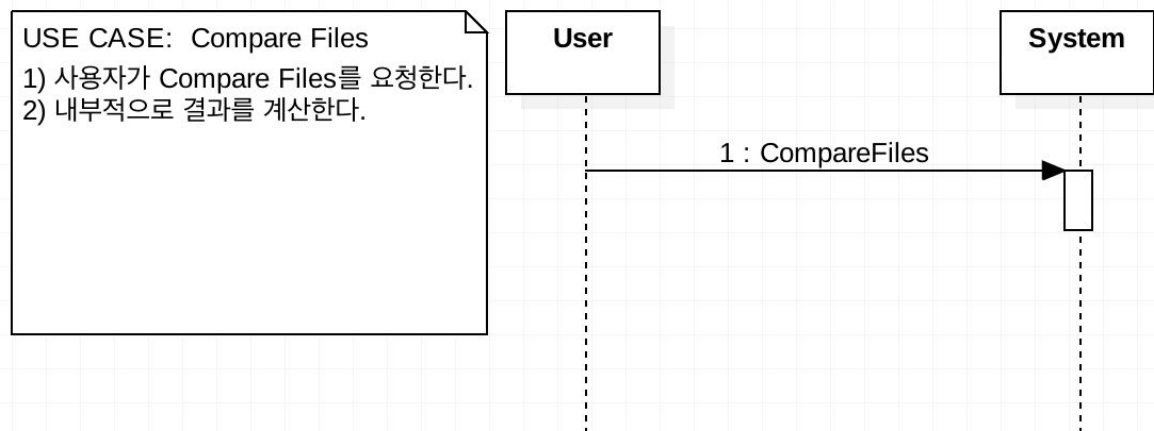 USE CASE:  Compare Files
1) 사용자가 Compare Files를 요청한다.
2) 내부적으로 결과를 계산한다.
User
System
1 : CompareFiles